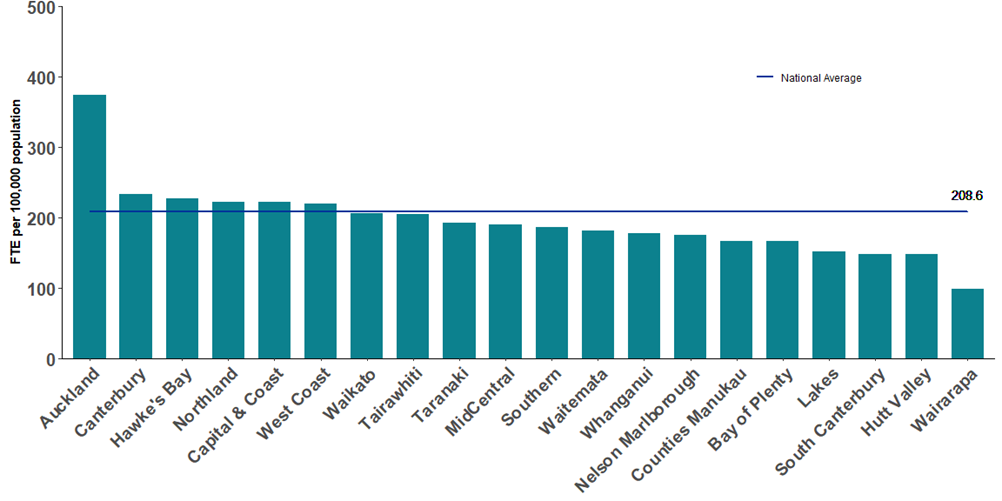 500
400
300
200
100
0
FTE per 100,000 population
National Average
208.6
Auckland
Canterbury
Hawke's Bay
Northland
Capital & Coast
West Coast
Waikato
Tairawhiti
Taranaki
MidCentral
Southern
Waitemata
Whanganui
Nelson Marlborough
Counties Manukau
Bay of Plenty
Lakes
South Canterbury
Hutt Valley
Wairarapa